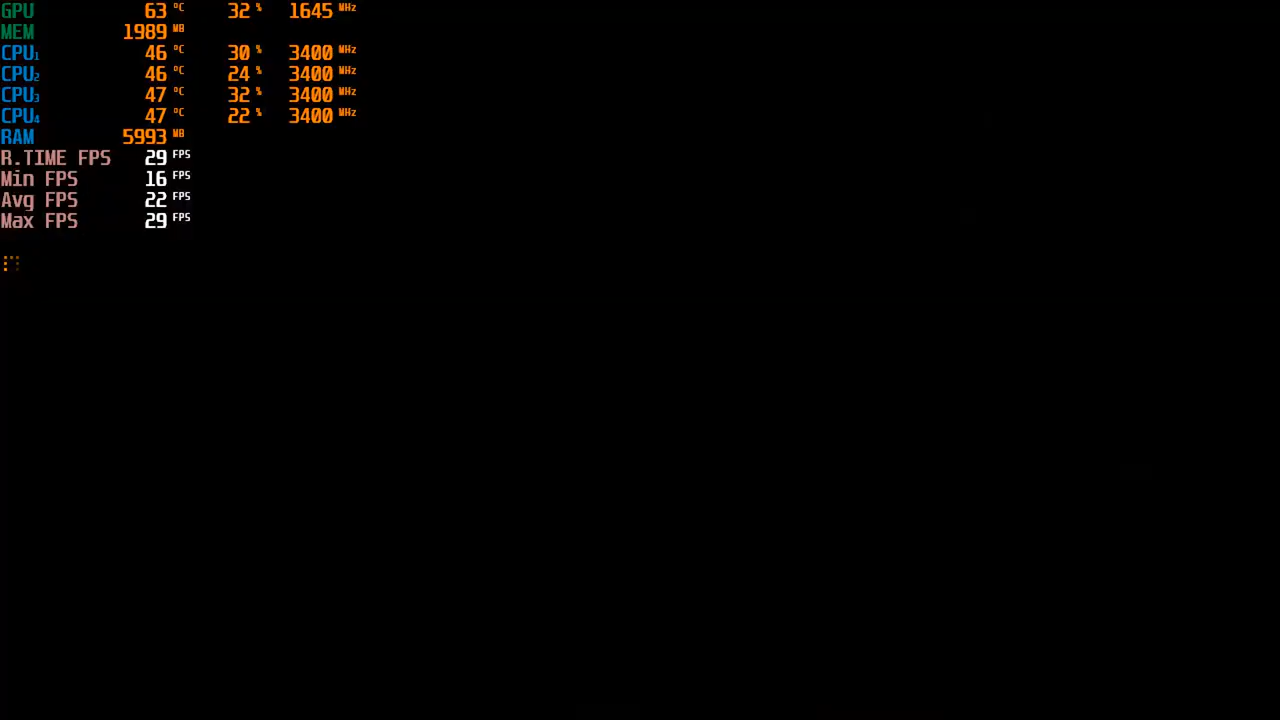 GPU 63 °C 32 % 1645 MHz
MEM 1989 MB
CPU1 46 °C 30 % 3400 MHz
CPU2 46 °C 24 % 3400 MHz
CPU3 47 °C 32 % 3400 MHz
CPU4 47 °C 22 % 3400 MHz
RAM 5993 MB
R.TIME FPS 29 FPS
Min FPS 16 FPS
Avg FPS 22 FPS
Max FPS 29 FPS